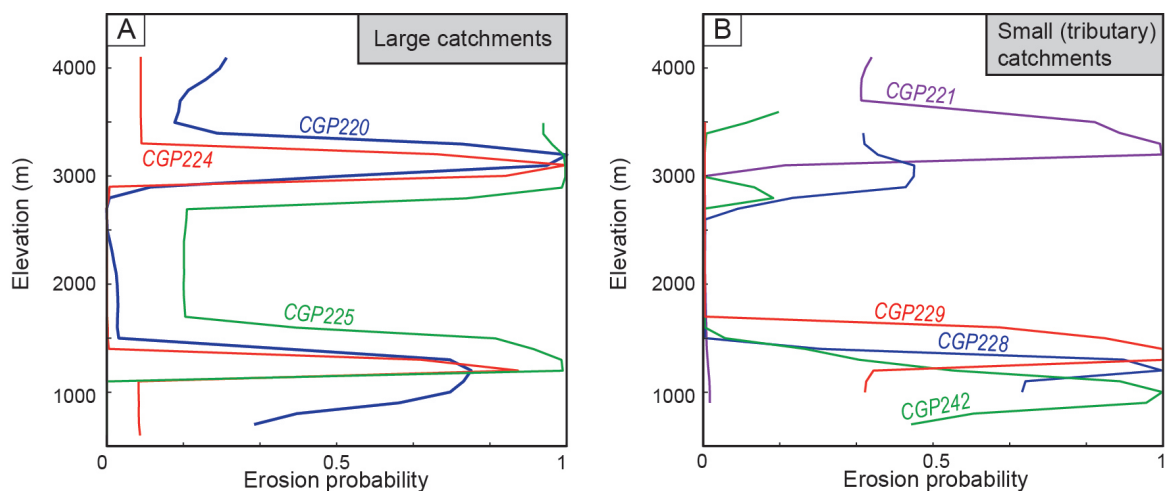 A
Large catchments
4000
3000
2000
1000
Elevation (m)
CGP220
CGP224
CGP225
0
0.5
1
Erosion probability
B
Small (tributary)
catchments
4000
3000
2000
1000
Elevation (m)
CGP221
CGP229
CGP228
CGP242
0
0.5
1
Erosion probability